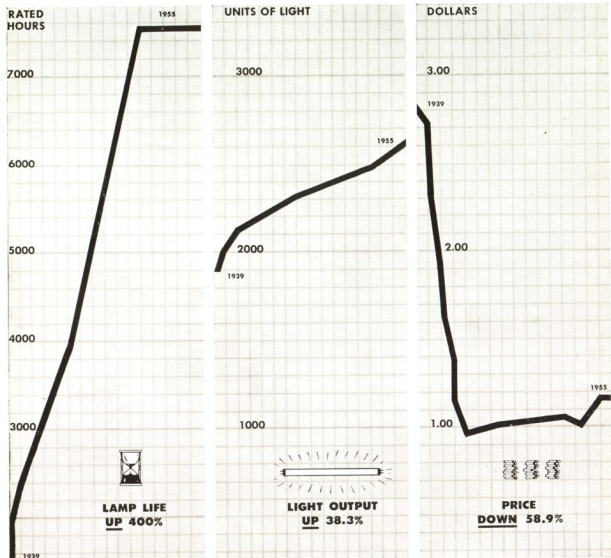 RATED
HOURS
1955
7000
6000
5000
4000
3000
1939
LAMP LIFE
UP 400%
UNITS OF LIGHT
3000
1955
2000
1939
1000
LIGHT OUTPUT
UP 38.3%
DOLLARS
3.00
1939
2.00
1955
1.00
PRICE
DOWN 58.9%